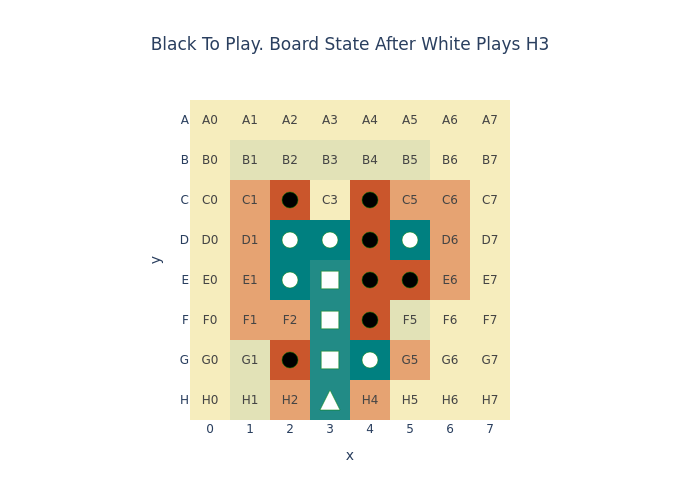 Black To Play. Board State After White Plays H3
A A0 A1 A2 A3 A4 A5 A6 A7
B B0 B1 B2 B3 B4 B5 B6 B7
C C0 C1 C3 C5 C6 C7
D D0 D1 D6 D7
y
E E0 E1 E6 E7
F F0 F1 F2 F5 F6 F7
G G0 G1 G5 G6 G7
H H0 H1 H2 H4 H5 H6 H7
0 1 2 3 4 5 6 7
x